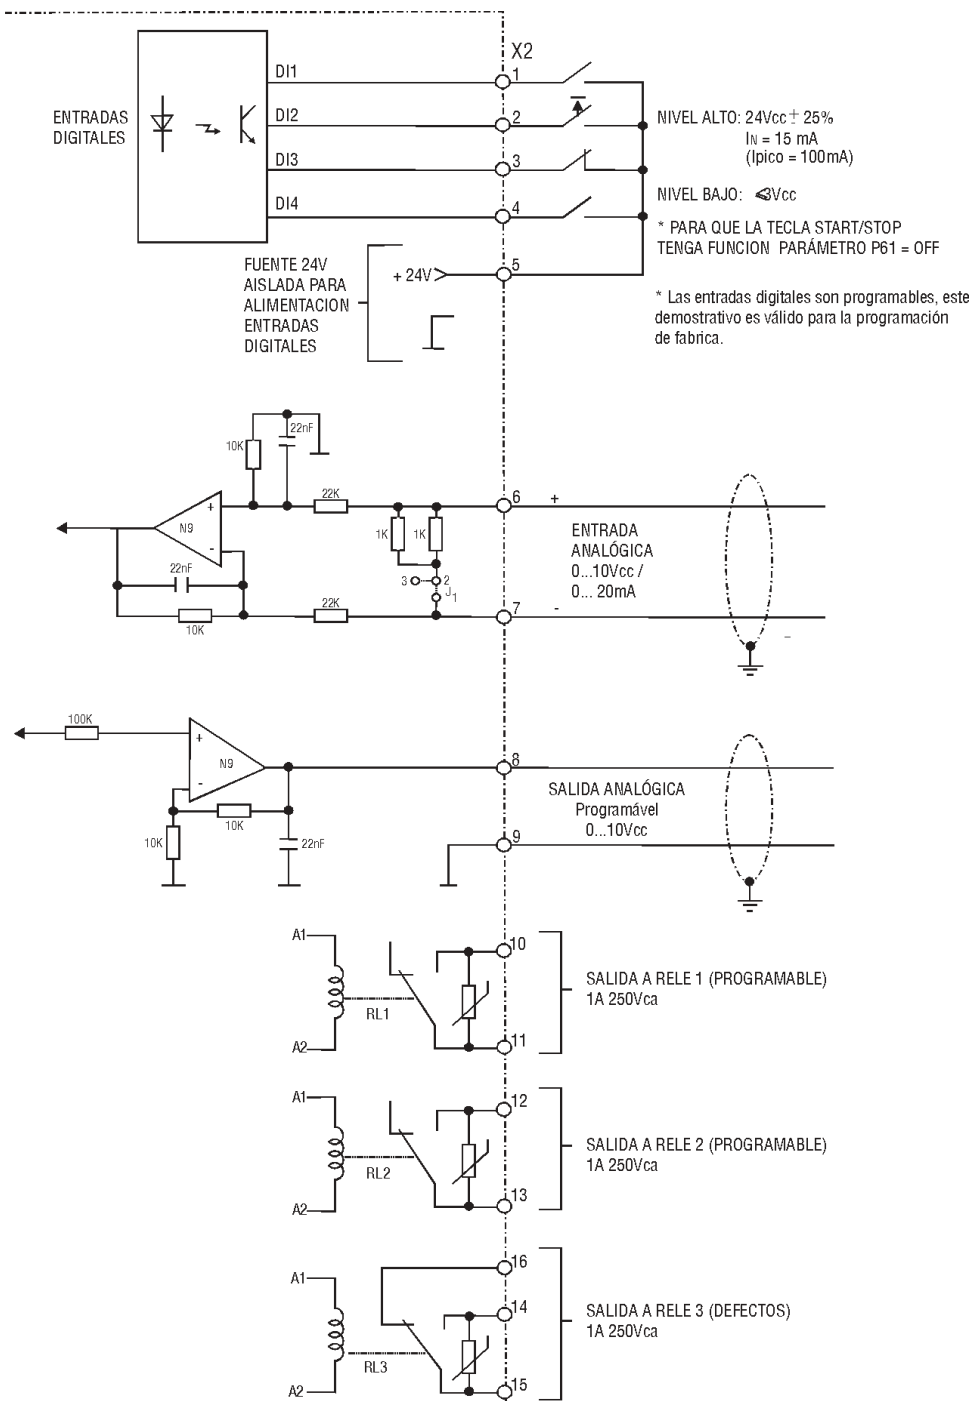 X2
DI1
1
DI2
2
ENTRADAS
DIGITALES
DI3
3
DI4
4
NIVEL ALTO: 24Vcc ± 25%
IN = 15 mA
(Ipico = 100mA)
NIVEL BAJO: ≤3Vcc
* PARA QUE LA TECLA START/STOP
TENGA FUNCION PARÁMETRO P61 = OFF
FUENTE 24V
AISLADA PARA
ALIMENTACION
ENTRADAS
DIGITALES
+ 24V
5
* Las entradas digitales son programables, este
demostrativo es válido para la programación
de fabrica.
10K
22nF
22K
6
+
N9
+
-
1K
1K
ENTRADA
ANALÓGICA
0...10Vcc /
0... 20mA
22nF
3
2
J1
10K
22K
7
-
-
100K
+
N9
-
8
SALIDA ANALÓGICA
Programável
0...10Vcc
10K
10K
22nF
9
A1
10
RL1
A2
11
SALIDA A RELE 1 (PROGRAMABLE)
1A 250Vca
A1
12
RL2
A2
13
SALIDA A RELE 2 (PROGRAMABLE)
1A 250Vca
16
A1
14
RL3
A2
15
SALIDA A RELE 3 (DEFECTOS)
1A 250Vca